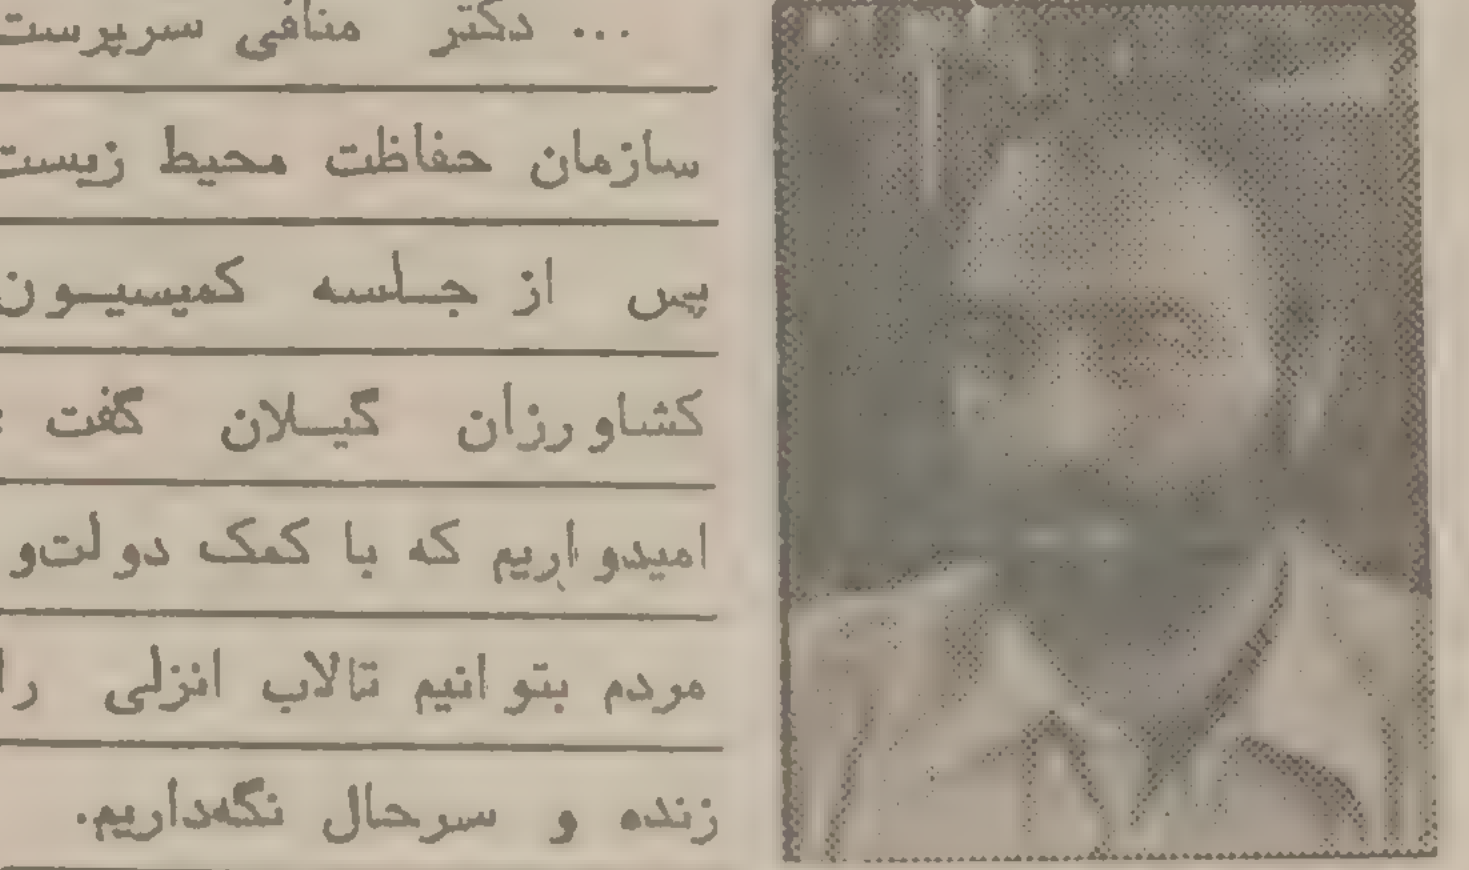 ... دکتر منافی سرپرست
سازمان حفاظت محیط زیست
پس از جلسه کمیسیون
کشاورزان گیلان گفت :
امیدواریم که با کمک دولت و
مردم بتوانیم تالاب انزلی را
زنده و سرحال نگه‌داریم.